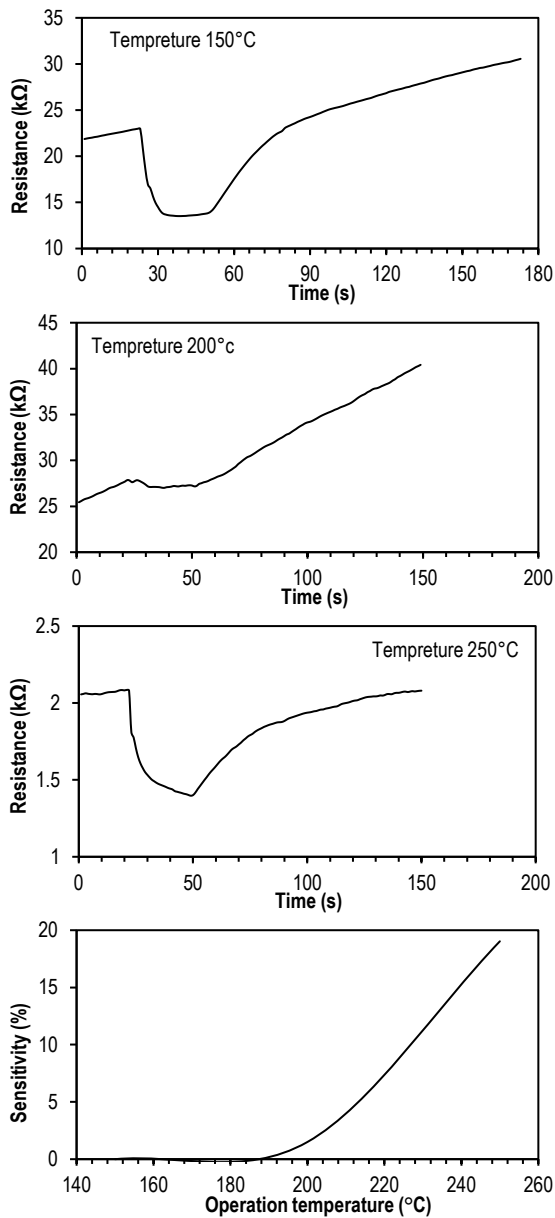 35
Tempreture 150°C
30
25
20
15
10
Resistance (kΩ)
0 30 60 90 120 150 180
Time (s)
45
Tempreture 200°c
40
35
30
25
20
Resistance (kΩ)
0 50 100 150 200
Time (s)
2.5
Tempreture 250°C
2
1.5
1
Resistance (kΩ)
0 50 100 150 200
Time (s)
20
15
10
5
0
Sensitivity (%)
140 160 180 200 220 240 260
Operation temperature (°C)